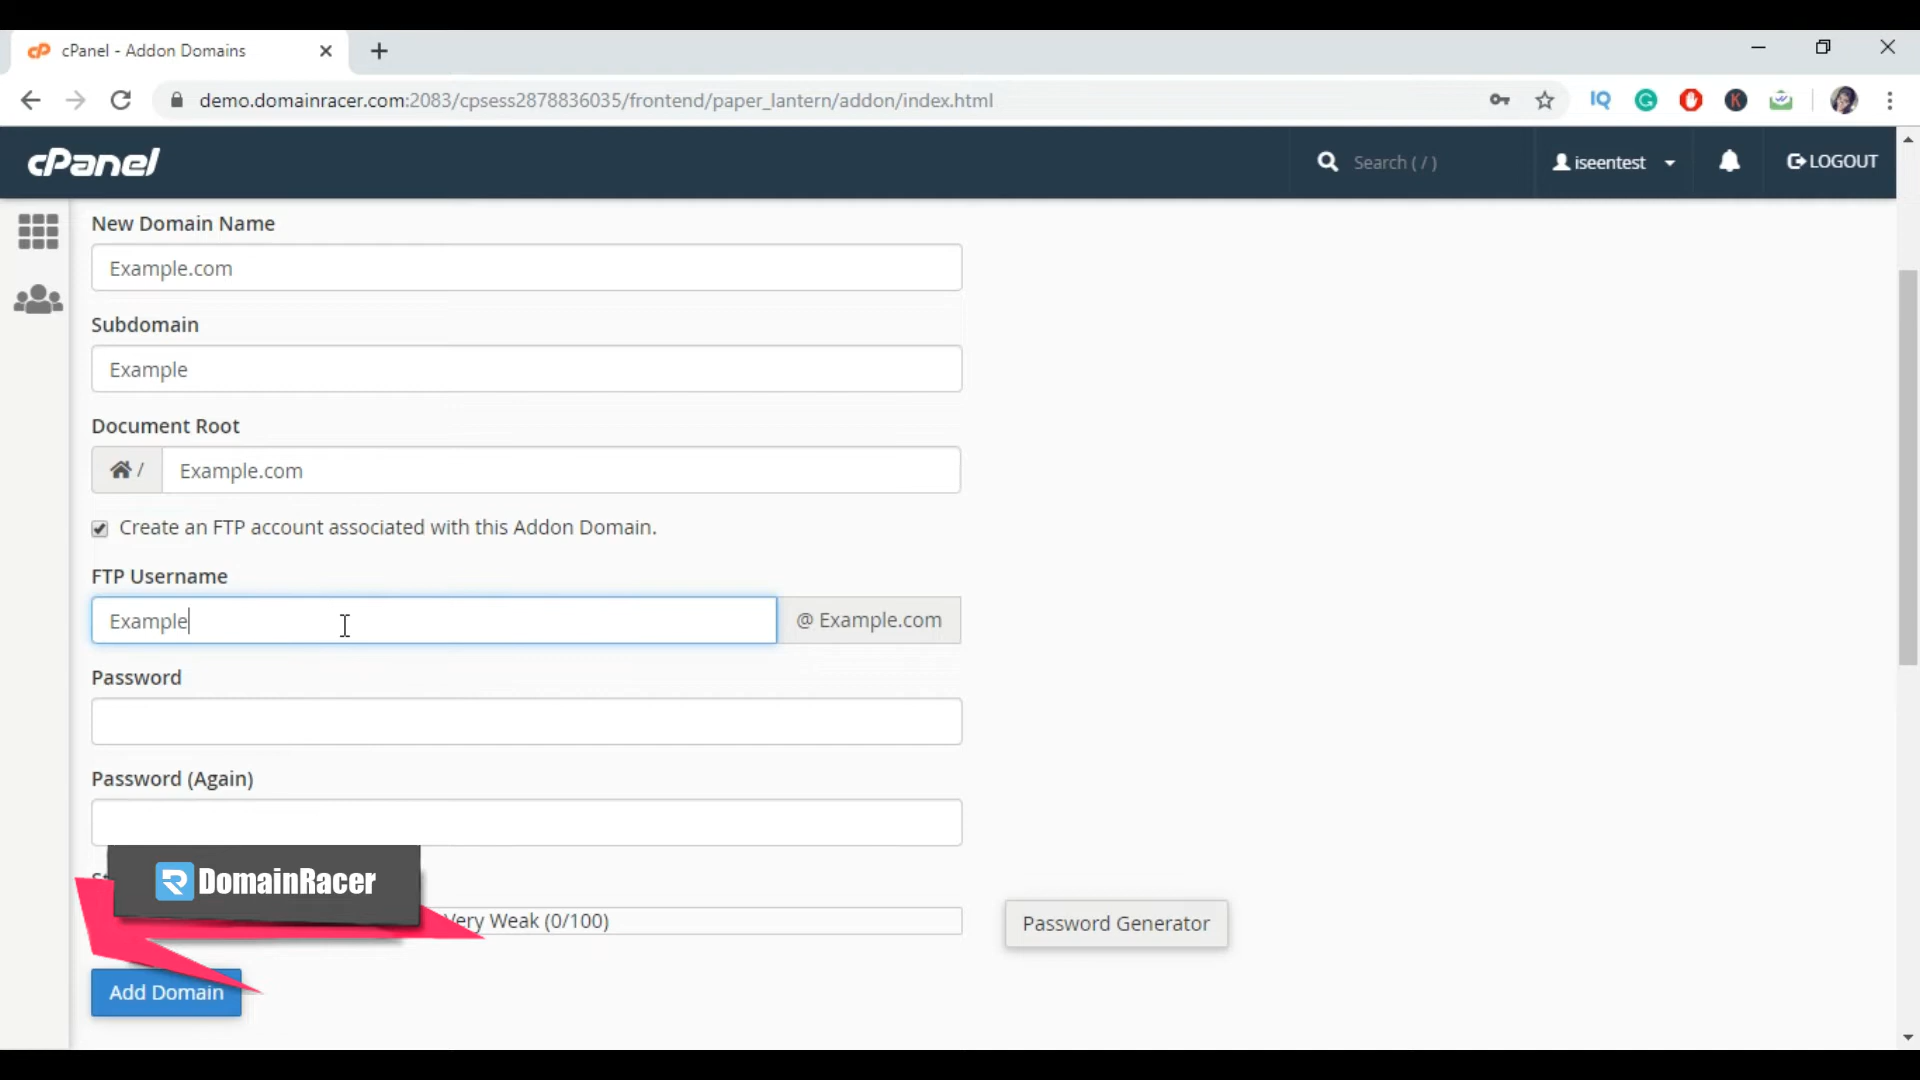 cPanel - Addon Domains
demo.domainracer.com:2083/cpsess2878836035/frontend/paper_lantern/addon/index.html
IQ
K
cPanel
Search ( / )
iseentest
LOGOUT
New Domain Name
Example.com
Subdomain
Example
Document Root
/ Example.com
Create an FTP account associated with this Addon Domain.
FTP Username
Example
@ Example.com
Password
Password (Again)
DomainRacer
Very Weak (0/100)
Password Generator
Add Domain